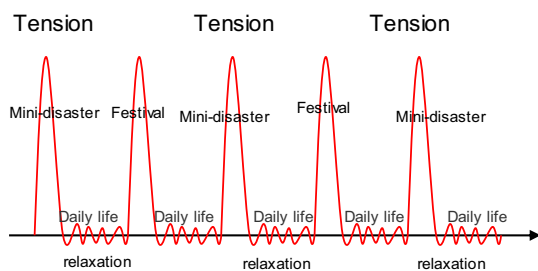 Tension Tension Tension
Mini-disaster Festival Mini-disaster Festival Mini-disaster
Daily life Daily life Daily life Daily life Daily life
relaxation relaxation relaxation